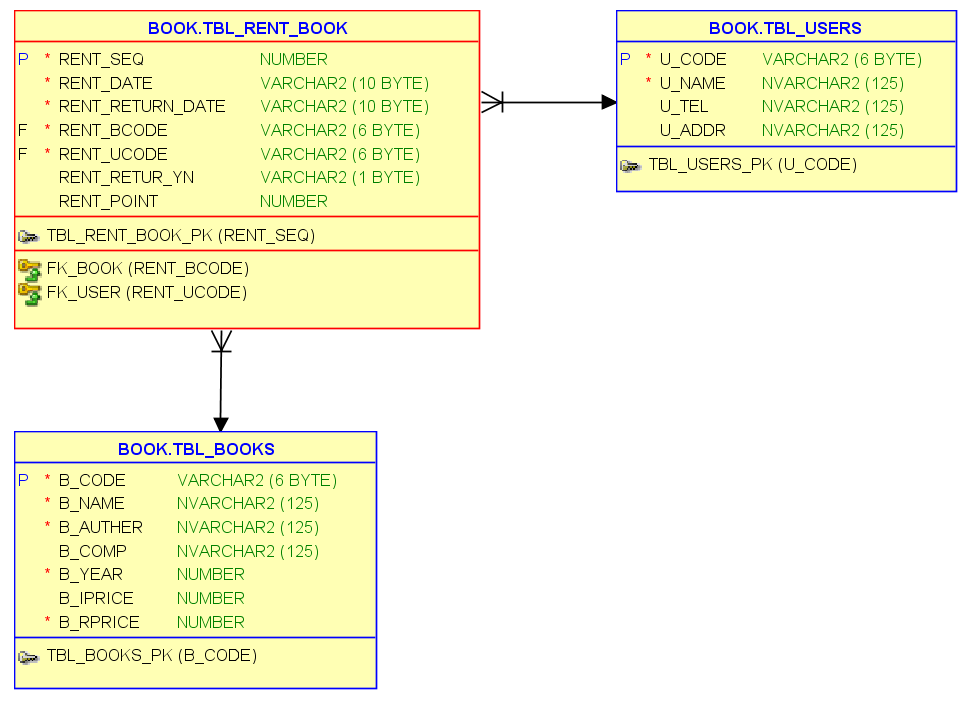 BOOK.TBL_RENT_BOOK
P * RENT_SEQ NUMBER
* RENT_DATE VARCHAR2 (10 BYTE)
* RENT_RETURN_DATE VARCHAR2 (10 BYTE)
F * RENT_BCODE VARCHAR2 (6 BYTE)
F * RENT_UCODE VARCHAR2 (6 BYTE)
RENT_RETUR_YN VARCHAR2 (1 BYTE)
RENT_POINT NUMBER
TBL_RENT_BOOK_PK (RENT_SEQ)
FK_BOOK (RENT_BCODE)
FK_USER (RENT_UCODE)
BOOK.TBL_USERS
P * U_CODE VARCHAR2 (6 BYTE)
* U_NAME NVARCHAR2 (125)
U_TEL NVARCHAR2 (125)
U_ADDR NVARCHAR2 (125)
TBL_USERS_PK (U_CODE)
BOOK.TBL_BOOKS
P * B_CODE VARCHAR2 (6 BYTE)
* B_NAME NVARCHAR2 (125)
* B_AUTHER NVARCHAR2 (125)
B_COMP NVARCHAR2 (125)
* B_YEAR NUMBER
B_IPRICE NUMBER
* B_RPRICE NUMBER
TBL_BOOKS_PK (B_CODE)